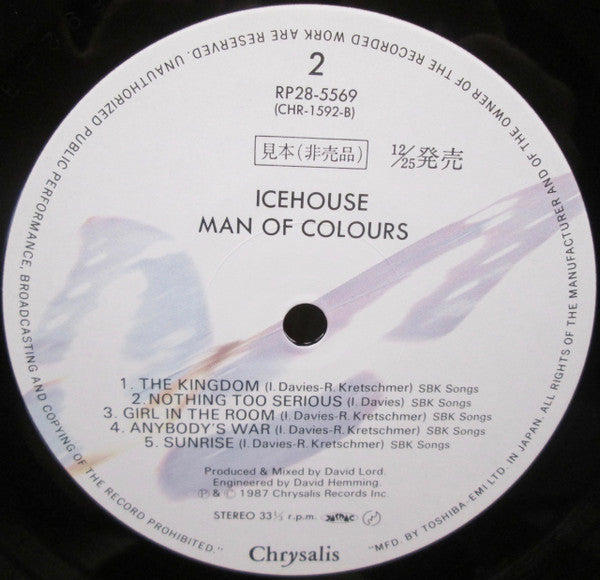 ALL RIGHTS OF THE MANUFACTURER AND OF THE OWNER OF THE RECORDED WORK ARE RESERVED. UNAUTHORIZED PUBLIC PERFORMANCE, BROADCASTING AND COPYING OF THE RECORD PROHIBITED."
2
RP28-5569
(CHR-1592-B)
見本(非売品) 12/25発売
ICEHOUSE
MAN OF COLOURS
1. THE KINGDOM (I. Davies-R. Kretschmer) SBK Songs
2. NOTHING TOO SERIOUS (I. Davies) SBK Songs
3. GIRL IN THE ROOM (I. Davies-R. Kretschmer) SBK Songs
4. ANYBODY'S WAR (I. Davies-R. Kretschmer) SBK Songs
5. SUNRISE (I. Davies-R. Kretschmer) SBK Songs
Produced & Mixed by David Lord.
Engineered by David Hemming.
Ⓟ & © 1987 Chrysalis Records Inc.
STEREO 33⅓ r.p.m. JASRAC
Chrysalis
"MFD. BY TOSHIBA-EMI LTD. IN JAPAN.